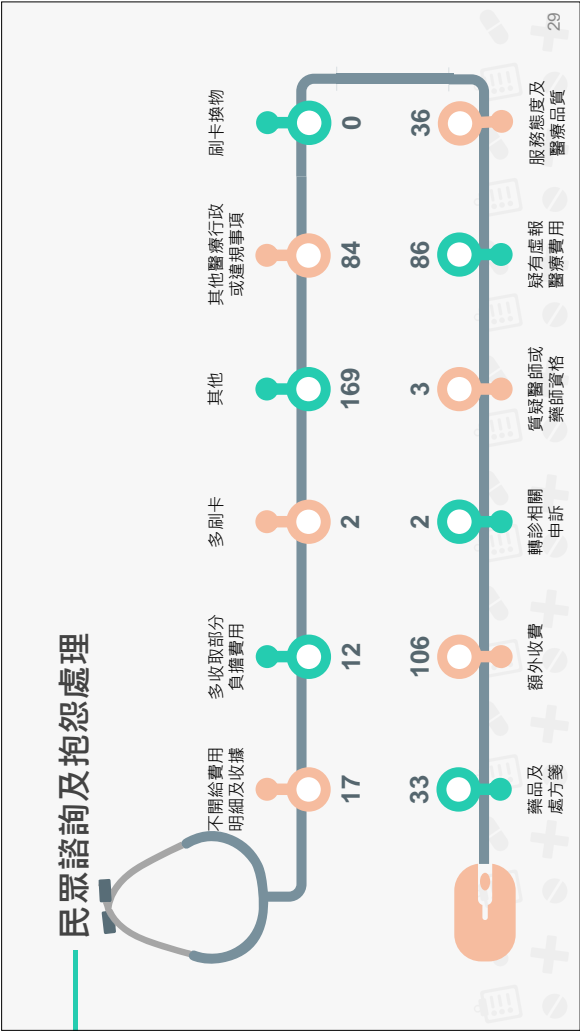 民眾諮詢及抱怨處理
不開給費用
明細及收據
17
多收取部分
負擔費用
12
多刷卡
2
其他
169
其他醫療行政
或違規事項
84
刷卡換物
0
33
藥品及
處方箋
106
額外收費
2
轉診相關
申訴
3
質疑醫師或
藥師資格
86
疑有虛報
醫療費用
36
服務態度及
醫療品質
29